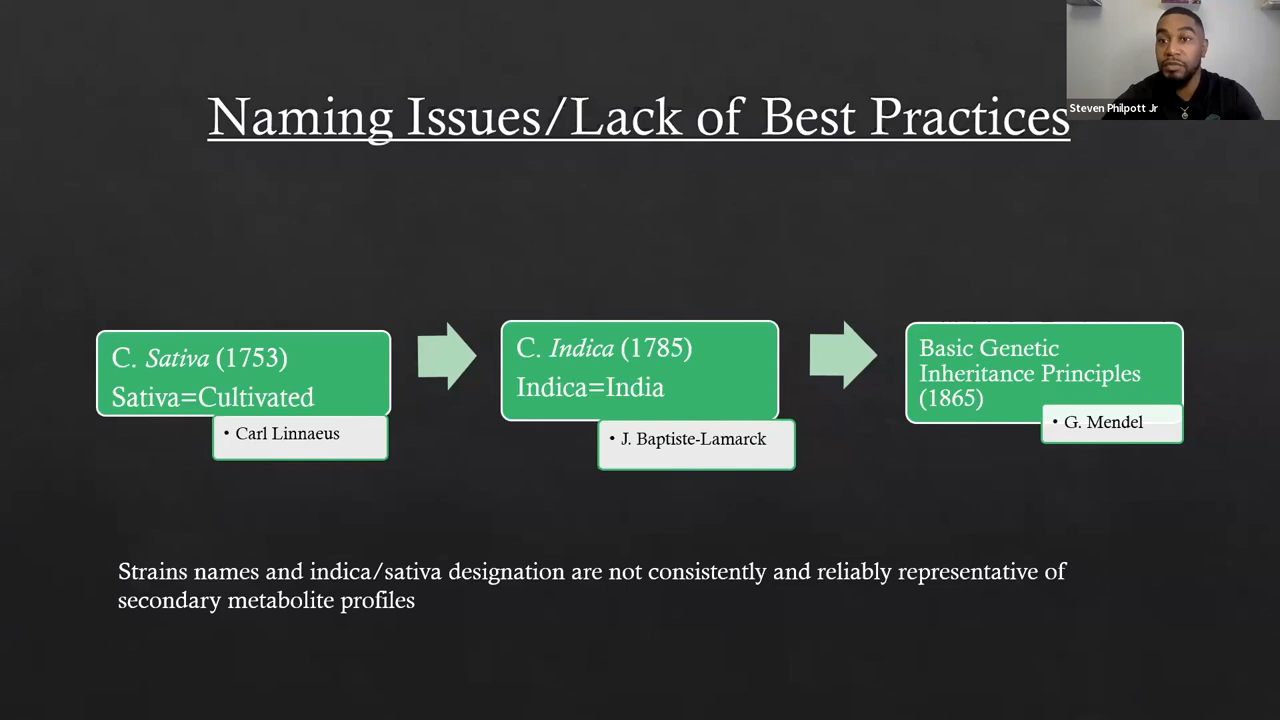 Steven Philpott Jr
Naming Issues/Lack of Best Practices
C. Sativa (1753)
Sativa=Cultivated
• Carl Linnaeus
C. Indica (1785)
Indica=India
• J. Baptiste-Lamarck
Basic Genetic
Inheritance Principles
(1865)
• G. Mendel
Strains names and indica/sativa designation are not consistently and reliably representative of
secondary metabolite profiles